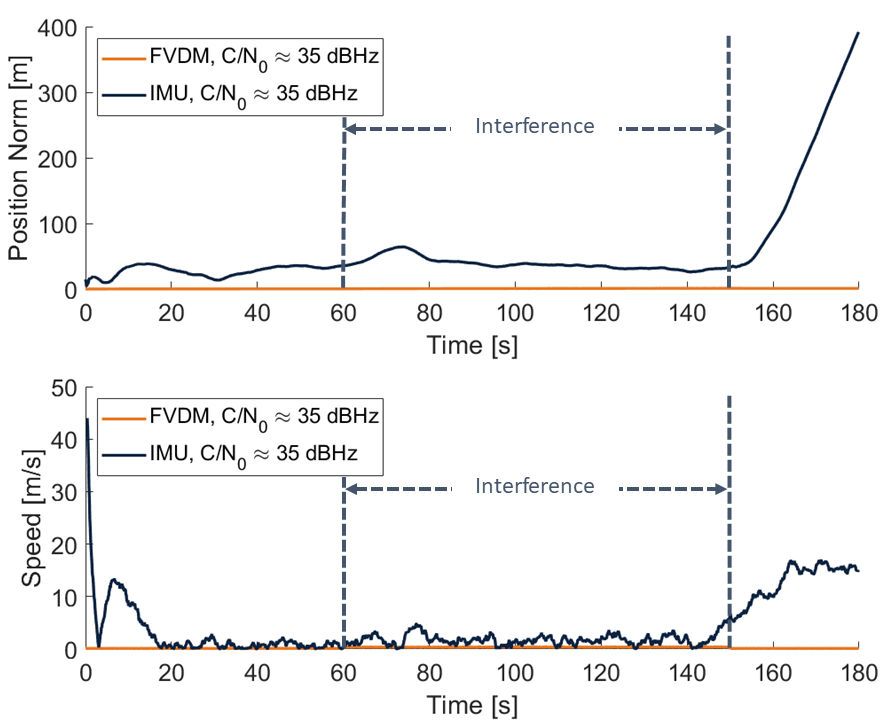 400
300
200
100
0
Position Norm [m]
FVDM, C/N₀ ≈ 35 dBHz
IMU, C/N₀ ≈ 35 dBHz
Interference
0 20 40 60 80 100 120 140 160 180
Time [s]
50
40
30
20
10
0
Speed [m/s]
FVDM, C/N₀ ≈ 35 dBHz
IMU, C/N₀ ≈ 35 dBHz
Interference
0 20 40 60 80 100 120 140 160 180
Time [s]